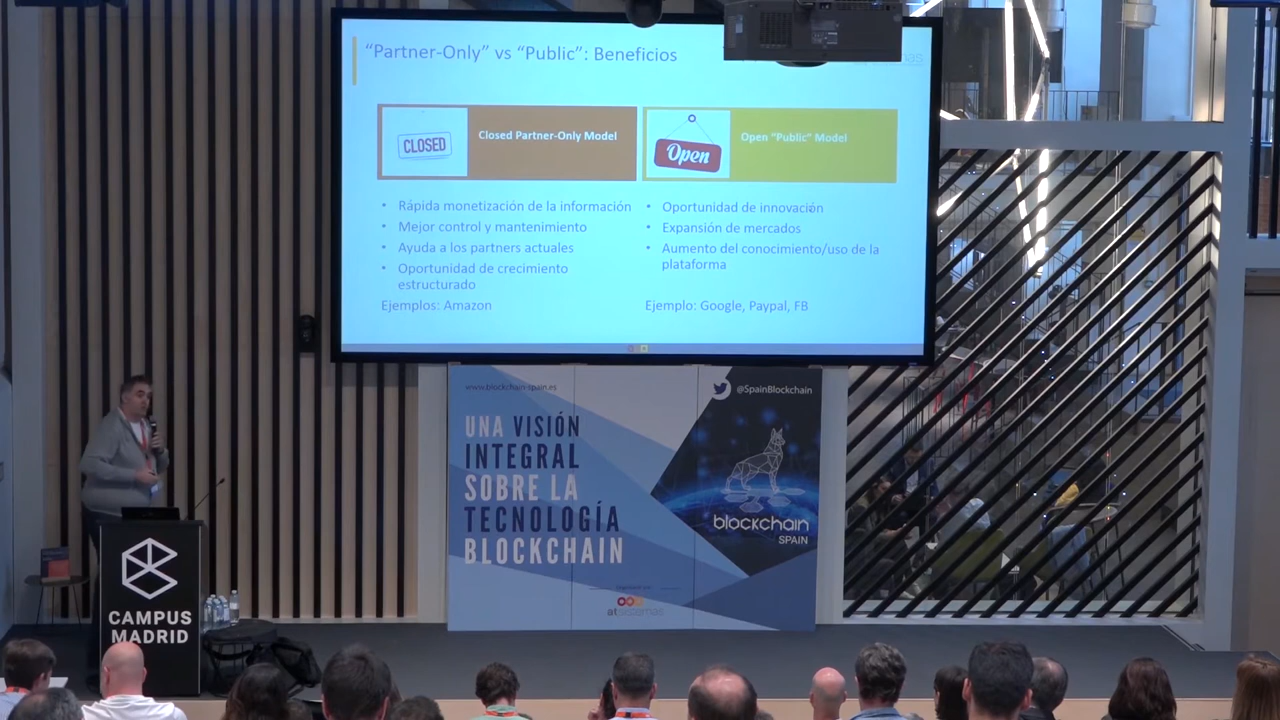 “Partner-Only” vs “Public”: Beneficios
CLOSED
Closed Partner-Only Model
Open
Open “Public” Model
• Rápida monetización de la información
• Mejor control y mantenimiento
• Ayuda a los partners actuales
• Oportunidad de crecimiento
estructurado
Ejemplos: Amazon
• Oportunidad de innovación
• Expansión de mercados
• Aumento del conocimiento/uso de la
plataforma
Ejemplo: Google, Paypal, FB
www.blockchain-spain.es
@SpainBlockchain
UNA VISIÓN
INTEGRAL
SOBRE LA
TECNOLOGÍA
BLOCKCHAIN
blockchain
SPAIN
atsistemas
CAMPUS
MADRID